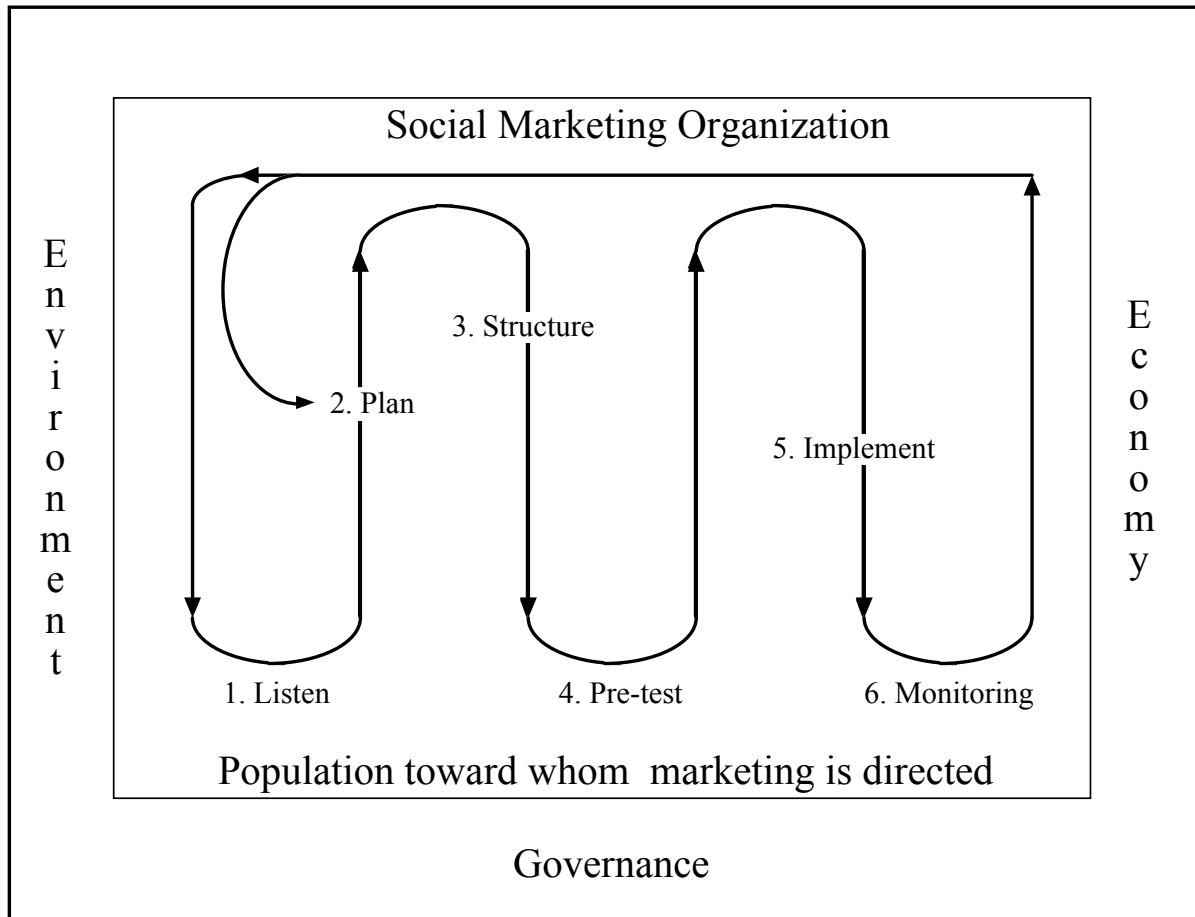 Social Marketing Organization
Environment
Economy
3. Structure
2. Plan
5. Implement
1. Listen
4. Pre-test
6. Monitoring
Population toward whom marketing is directed
Governance